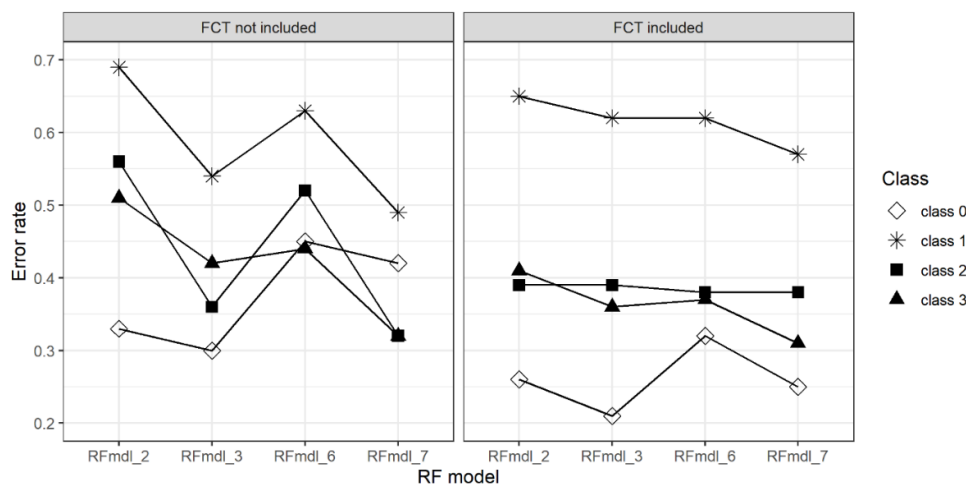 FCT not included
FCT included
0.7
0.6
0.5
0.4
0.3
0.2
Error rate
RFmdl_2 RFmdl_3 RFmdl_6 RFmdl_7
RFmdl_2 RFmdl_3 RFmdl_6 RFmdl_7
RF model
Class
class 0
class 1
class 2
class 3